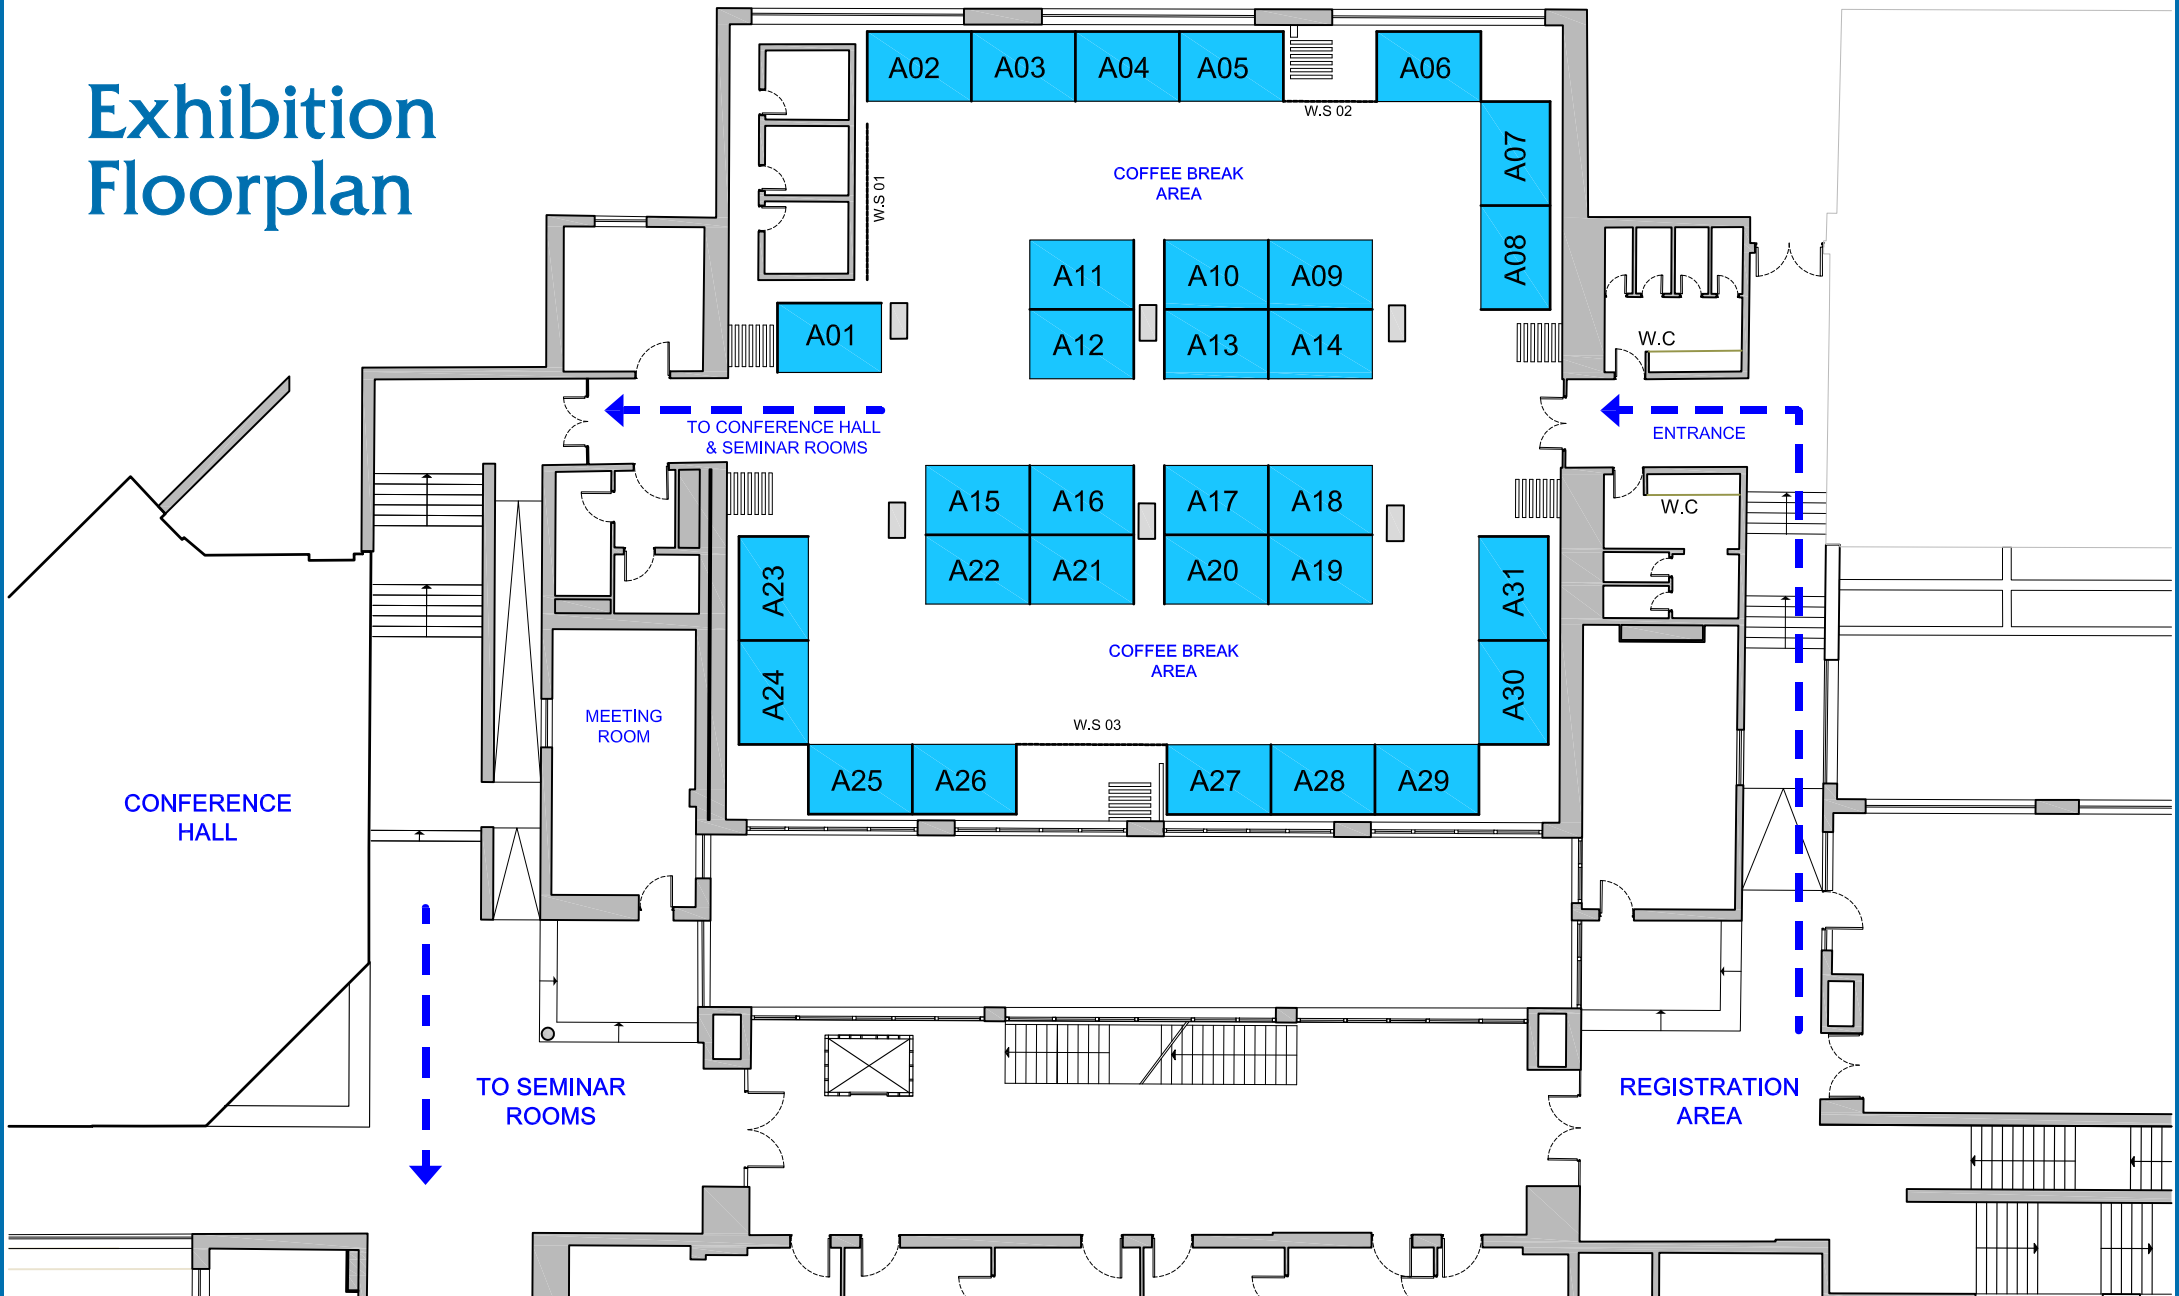 Exhibition
Floorplan
A02
A03
A04
A05
A06
W.S 02
A07
COFFEE BREAK
AREA
W.S 01
A08
A11
A10
A09
A01
A12
A13
A14
W.C
TO CONFERENCE HALL
& SEMINAR ROOMS
ENTRANCE
A15
A16
A17
A18
W.C
A22
A21
A20
A19
A23
A31
COFFEE BREAK
AREA
A24
A30
MEETING
ROOM
W.S 03
A25
A26
A27
A28
A29
CONFERENCE
HALL
TO SEMINAR
ROOMS
REGISTRATION
AREA